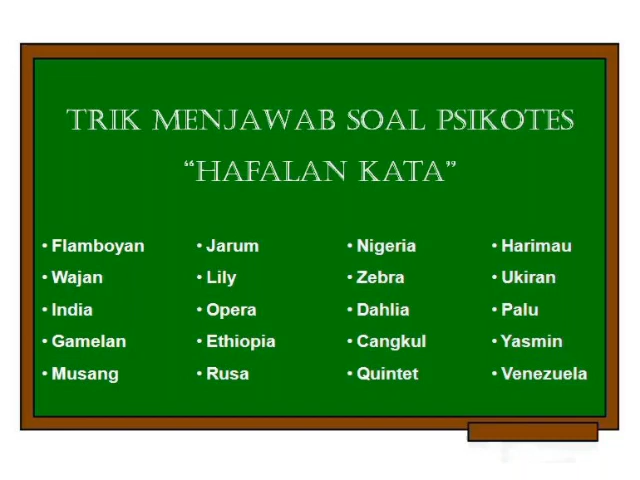 TRIK MENJAWAB SOAL PSIKOTES
“HAFALAN KATA”
• Flamboyan
• Wajan
• India
• Gamelan
• Musang
• Jarum
• Lily
• Opera
• Ethiopia
• Rusa
• Nigeria
• Zebra
• Dahlia
• Cangkul
• Quintet
• Harimau
• Ukiran
• Palu
• Yasmin
• Venezuela